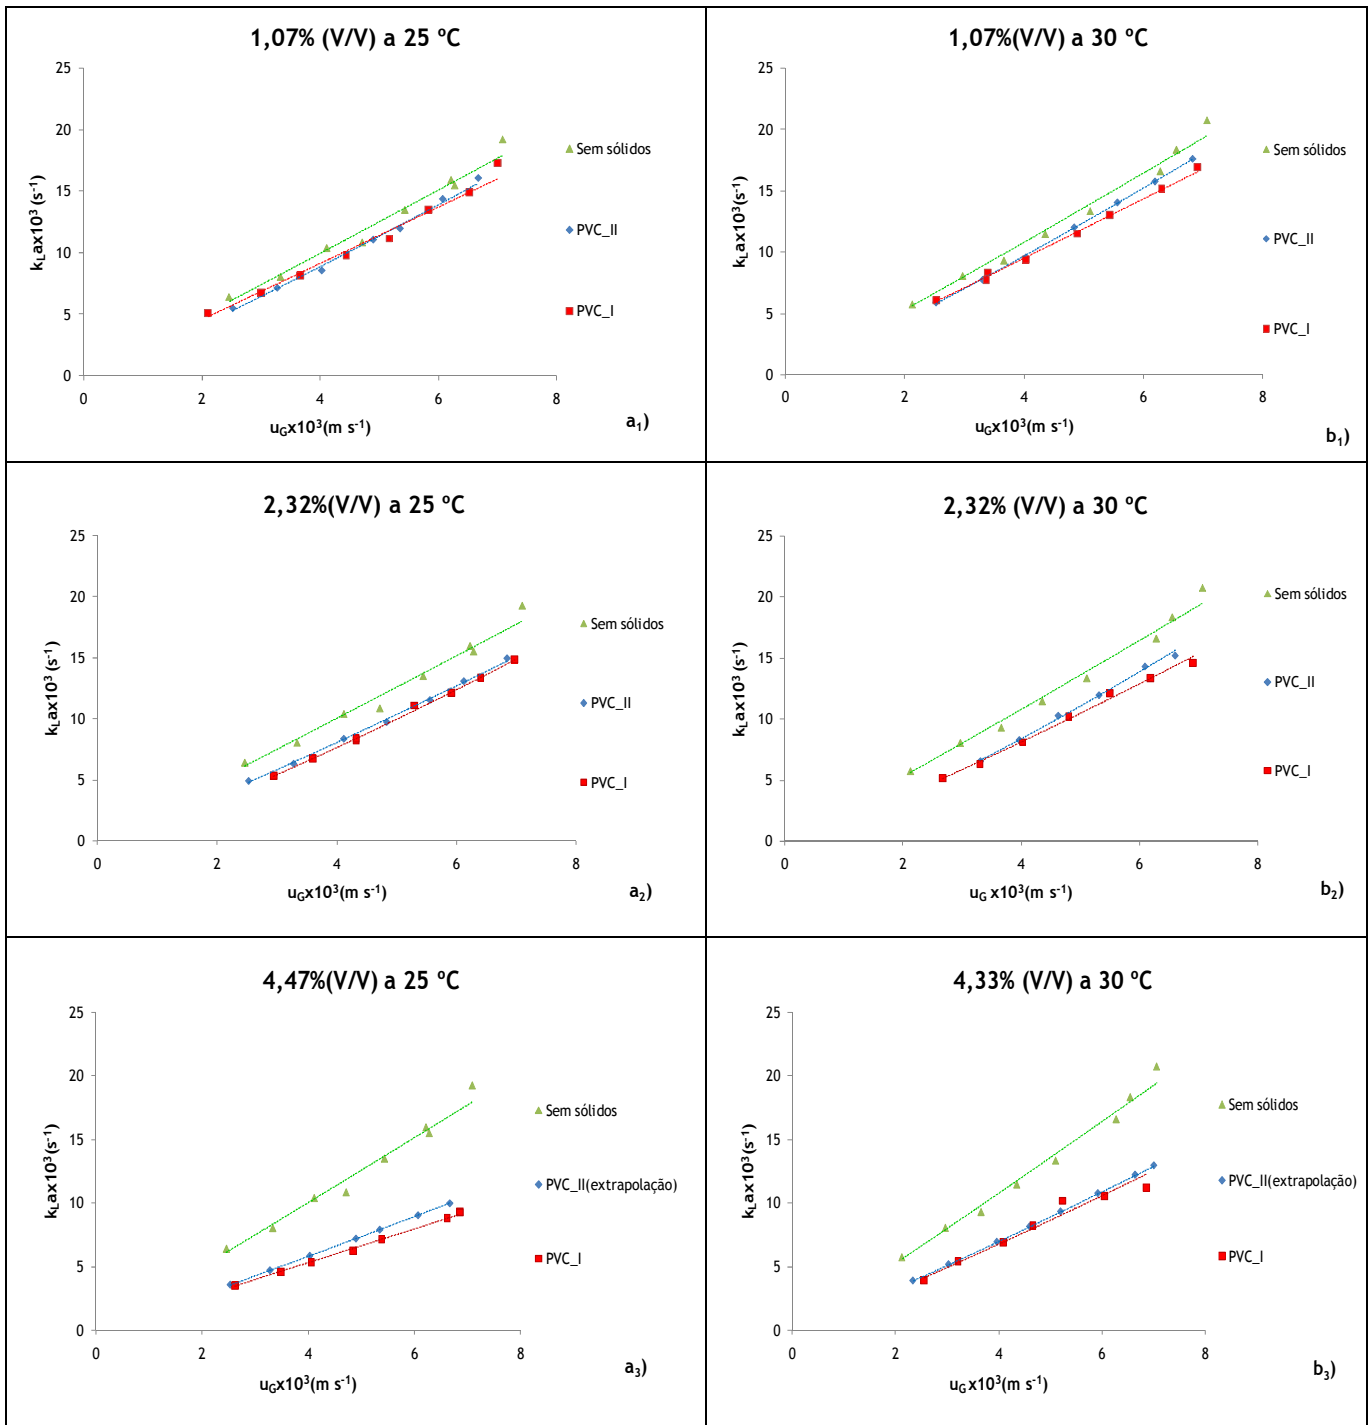 1,07% (V/V) a 25 ºC
25
20
15
10
5
0
0 2 4 6 8
kLax10³ (s⁻¹)
uGx10³(m s⁻¹)
Sem sólidos
PVC_II
PVC_I
a₁)
1,07%(V/V) a 30 ºC
25
20
15
10
5
0
0 2 4 6 8
kLax10³(s⁻¹)
uGx10³(m s⁻¹)
Sem sólidos
PVC_II
PVC_I
b₁)
2,32%(V/V) a 25 ºC
25
20
15
10
5
0
0 2 4 6 8
kLax10³ (s⁻¹)
uGx10³(m s⁻¹)
Sem sólidos
PVC_II
PVC_I
a₂)
2,32% (V/V) a 30 ºC
25
20
15
10
5
0
0 2 4 6 8
kLax10³ (s⁻¹)
uG x10³(m s⁻¹)
Sem sólidos
PVC_II
PVC_I
b₂)
4,47%(V/V) a 25 ºC
25
20
15
10
5
0
0 2 4 6 8
kLax10³(s⁻¹)
uGx10³(m s⁻¹)
Sem sólidos
PVC_II(extrapolação)
PVC_I
a₃)
4,33% (V/V) a 30 ºC
25
20
15
10
5
0
0 2 4 6 8
kLax10³(s⁻¹)
uGx10³(m s⁻¹)
Sem sólidos
PVC_II(extrapolação)
PVC_I
b₃)